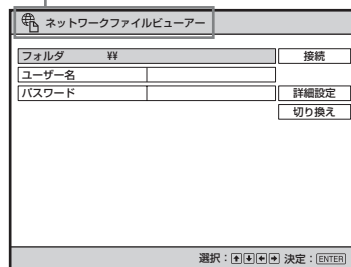 ネットワークファイルビューアー
フォルダ ¥¥ 接続
ユーザー名
パスワード 詳細設定
切り換え
選択：↑↓←→ 決定：ENTER